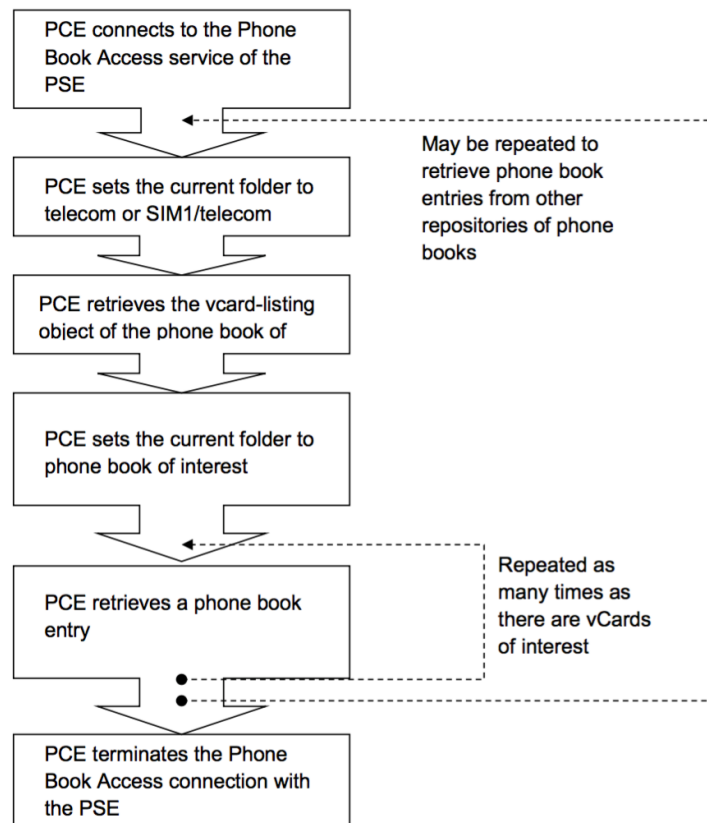 PCE connects to the Phone
Book Access service of the
PSE
May be repeated to
retrieve phone book
entries from other
repositories of phone
books
PCE sets the current folder to
telecom or SIM1/telecom
PCE retrieves the vcard-listing
object of the phone book of
PCE sets the current folder to
phone book of interest
Repeated as
many times as
there are vCards
of interest
PCE retrieves a phone book
entry
PCE terminates the Phone
Book Access connection with
the PSE